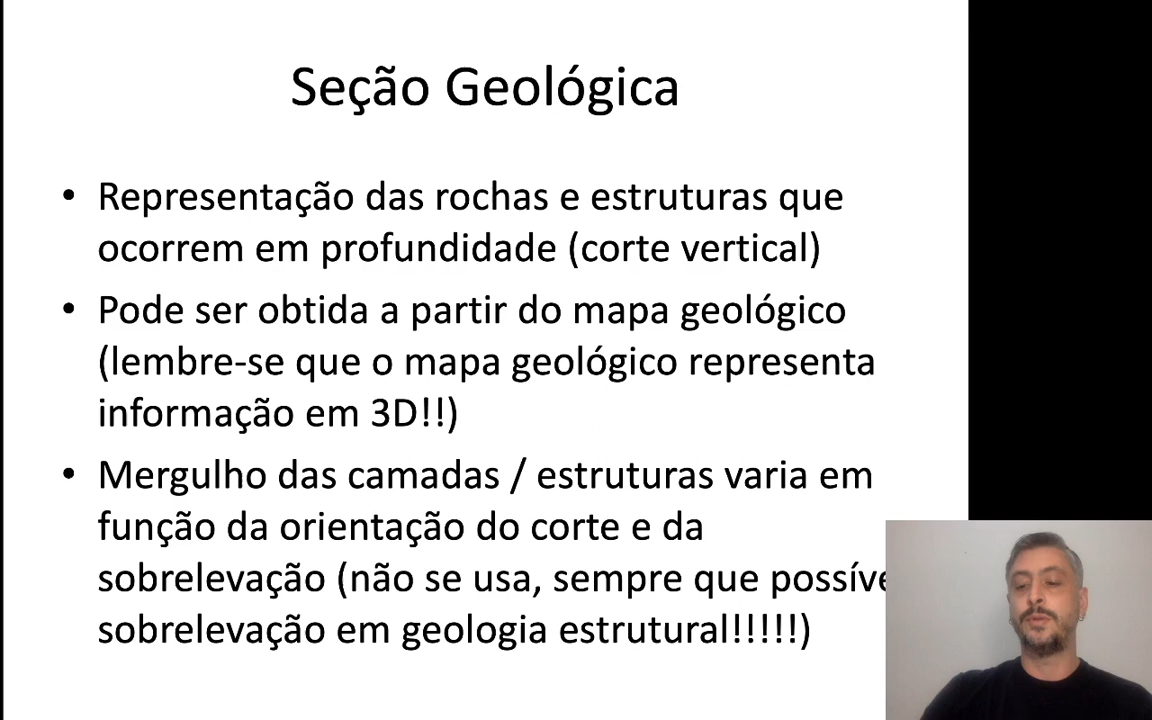 Seção Geológica
• Representação das rochas e estruturas que
ocorrem em profundidade (corte vertical)
• Pode ser obtida a partir do mapa geológico
(lembre-se que o mapa geológico representa
informação em 3D!!)
• Mergulho das camadas / estruturas varia em
função da orientação do corte e da
sobrelevação (não se usa, sempre que
sobrelevação em geologia estrutural!!!!!)